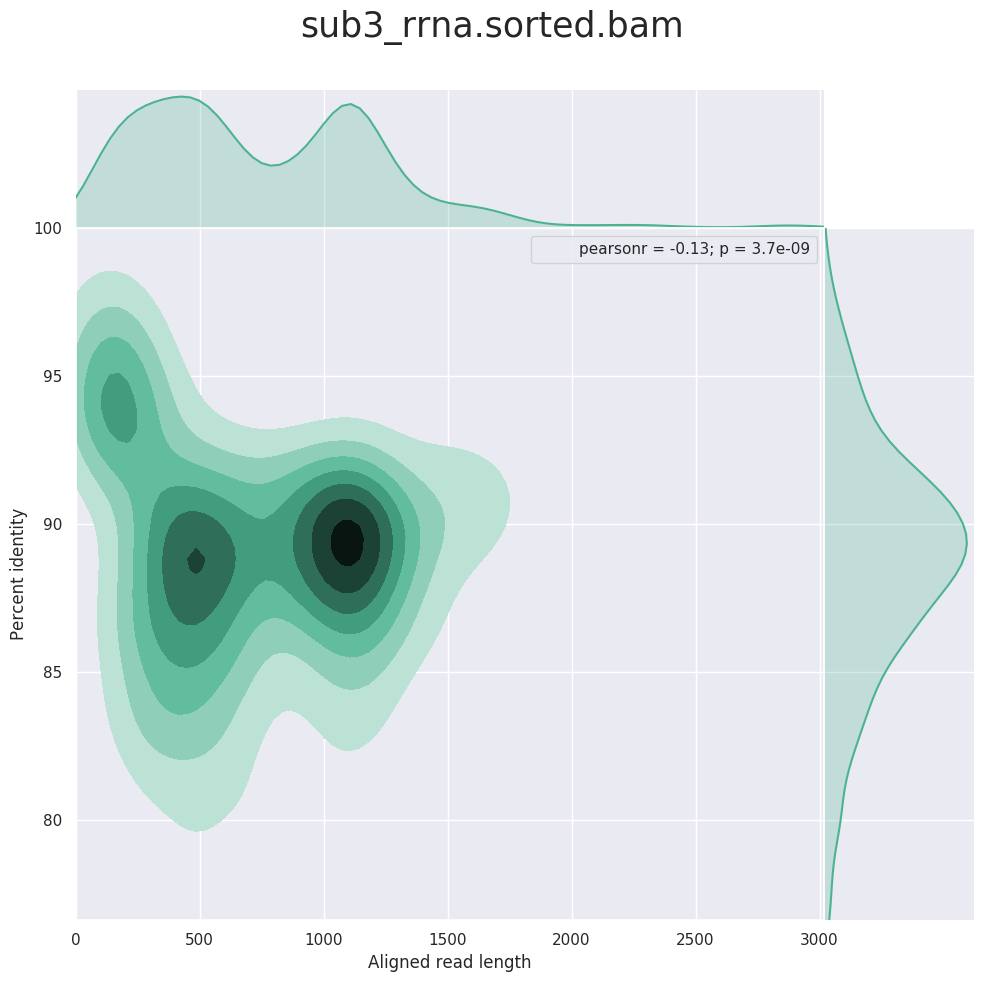 sub3_rrna.sorted.bam
pearsonr = -0.13; p = 3.7e-09
100
95
90
85
80
Percent identity
0 500 1000 1500 2000 2500 3000
Aligned read length